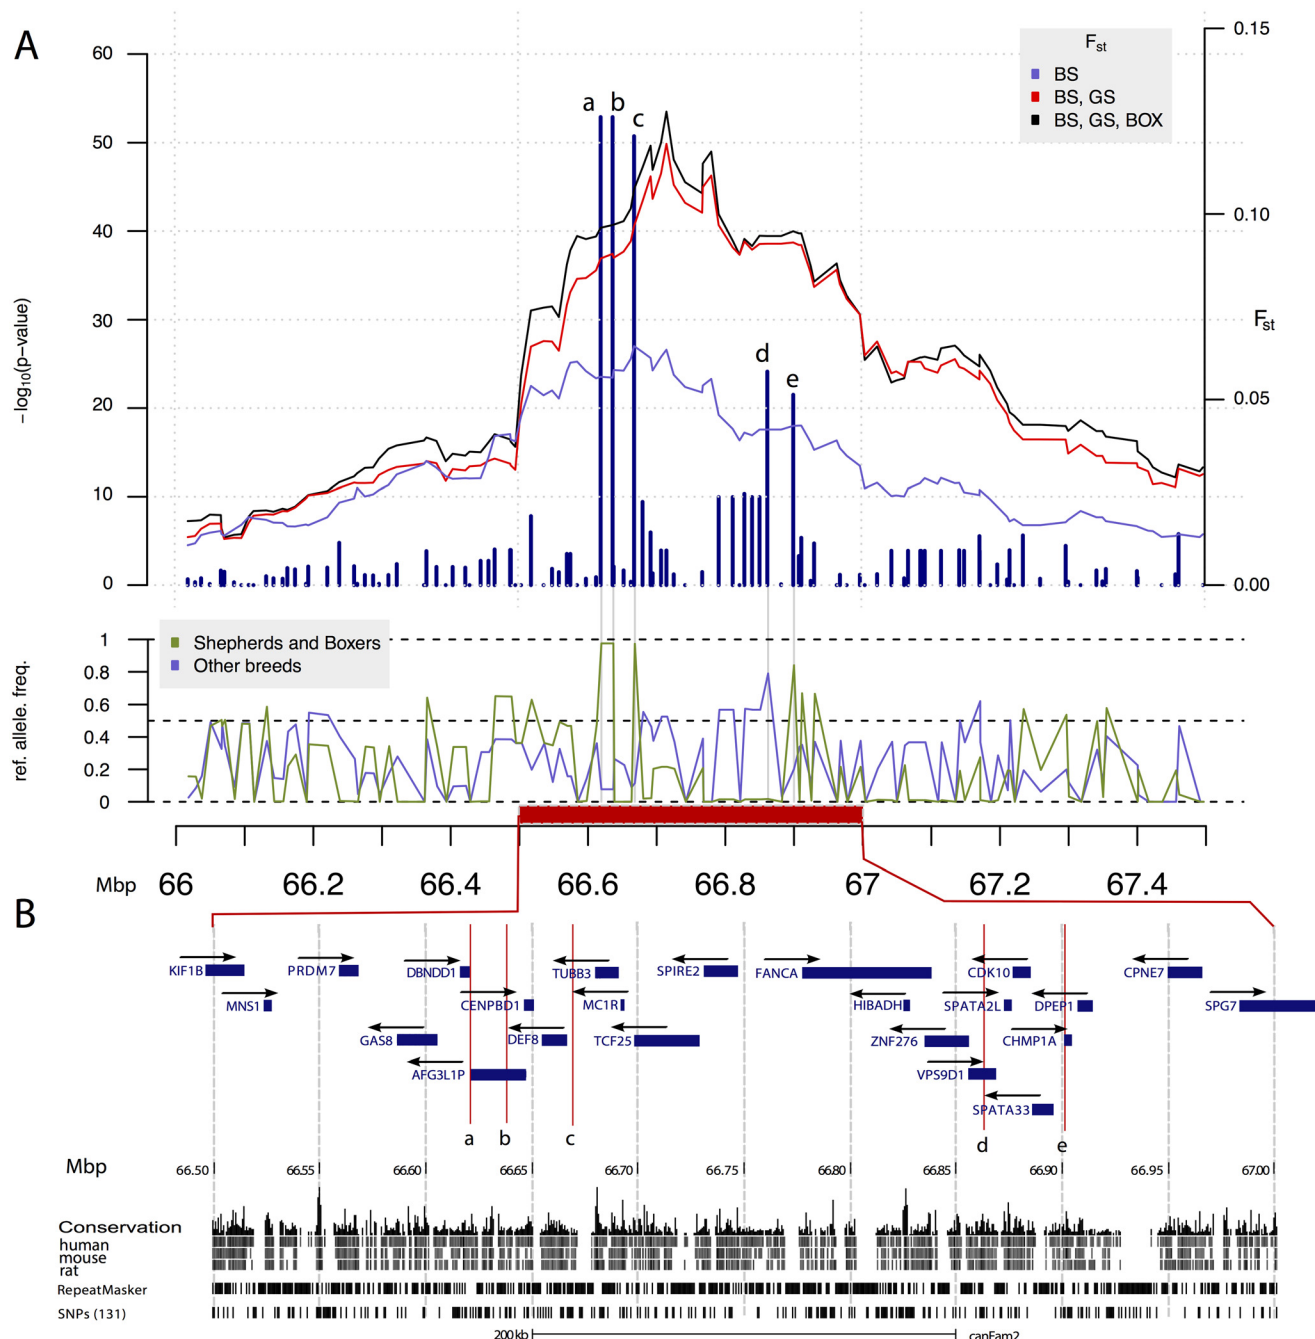 A
60
50
40
30
20
10
0
−log10(p−value)
0.15
0.10
0.05
0.00
Fst
Fst
BS
BS, GS
BS, GS, BOX
a b c
d
e
Shepherds and Boxers
Other breeds
ref. allele. freq.
1
0.8
0.6
0.4
0.2
0
Mbp 66 66.2 66.4 66.6 66.8 67 67.2 67.4
B
KIF1B PRDM7 DBNDD1 TUBB3 SPIRE2 FANCA CDK10 CPNE7
MNS1 CENPBD1 MC1R HIBADH SPATA2L DPEP1 SPG7
GAS8 DEF8 TCF25 ZNF276 CHMP1A
AFG3L1P VPS9D1
SPATA33
a b c d e
Mbp 66.50 66.55 66.60 66.65 66.70 66.75 66.80 66.85 66.90 66.95 67.00
Conservation
human
mouse
rat
RepeatMasker
SNPs (131)
200 kb canFam2